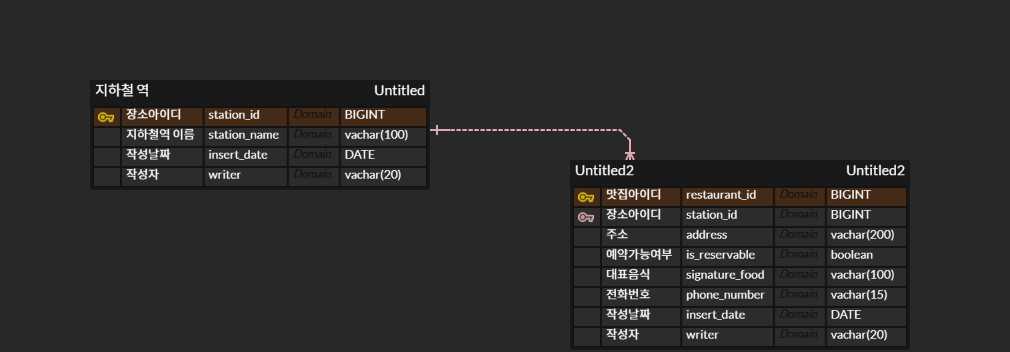 지하철 역 Untitled
장소아이디 station_id Domain BIGINT
지하철역 이름 station_name Domain vachar(100)
작성날짜 insert_date Domain DATE
작성자 writer Domain vachar(20)
Untitled2 Untitled2
맛집아이디 restaurant_id Domain BIGINT
장소아이디 station_id Domain BIGINT
주소 address Domain vachar(200)
예약가능여부 is_reservable Domain boolean
대표음식 signature_food Domain vachar(100)
전화번호 phone_number Domain vachar(15)
작성날짜 insert_date Domain DATE
작성자 writer Domain vachar(20)